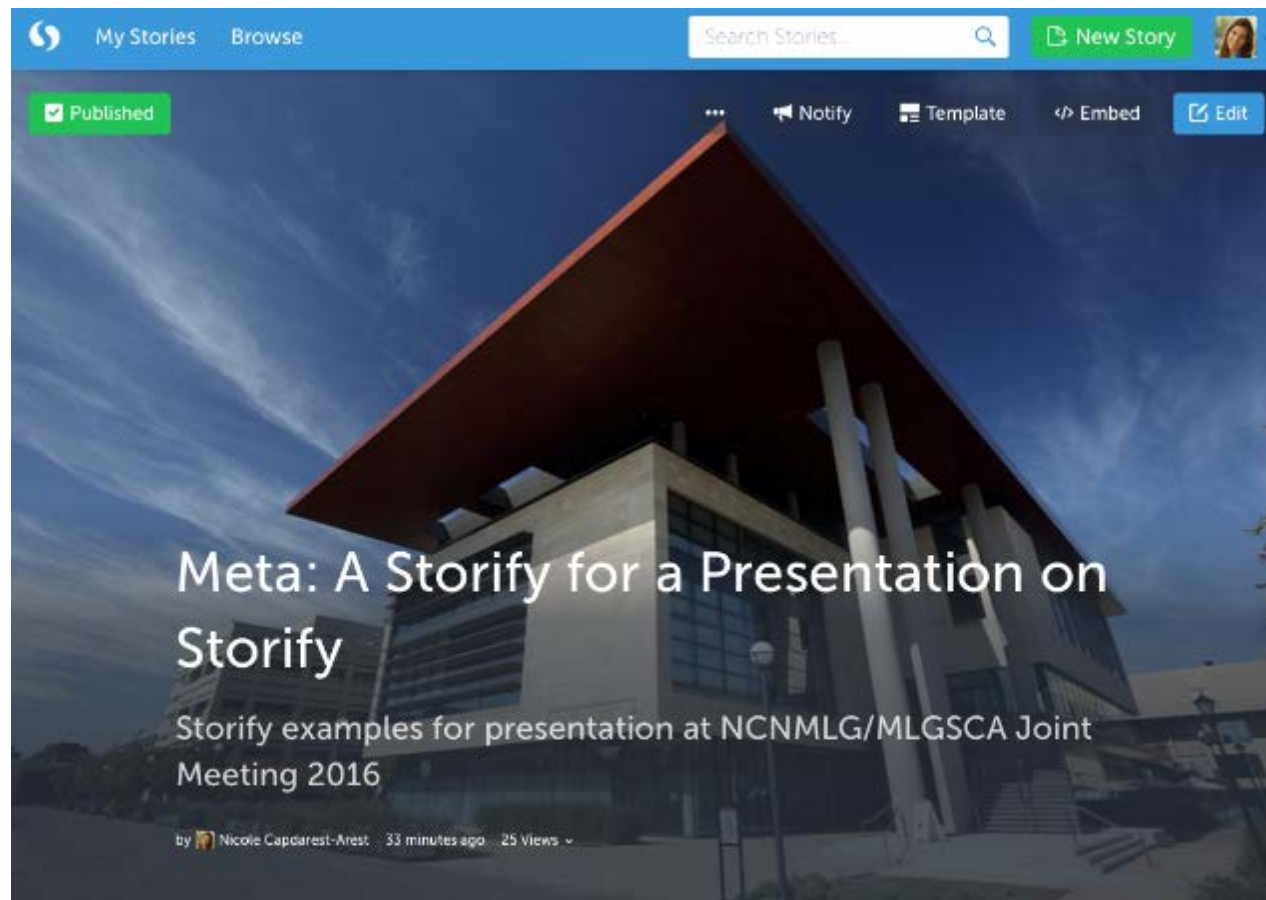 My Stories Browse Search Stories... New Story
Published ... Notify Template </> Embed Edit
Meta: A Storify for a Presentation on
Storify
Storify examples for presentation at NCNMLG/MLGSCA Joint
Meeting 2016
by Nicole Capdarest-Arest 33 minutes ago 25 Views